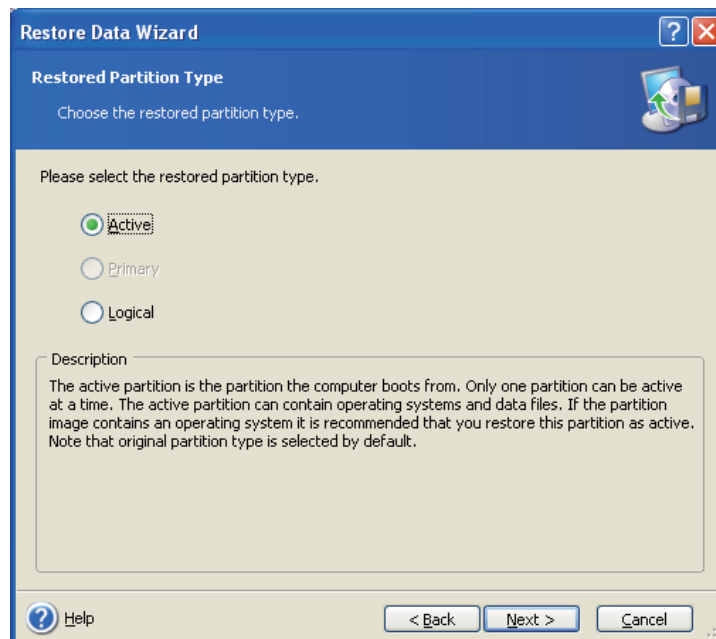 Restore Data Wizard
Restored Partition Type
Choose the restored partition type.
Please select the restored partition type.
Active
Primary
Logical
Description
The active partition is the partition the computer boots from. Only one partition can be active
at a time. The active partition can contain operating systems and data files. If the partition
image contains an operating system it is recommended that you restore this partition as active.
Note that original partition type is selected by default.
Help
< Back
Next >
Cancel